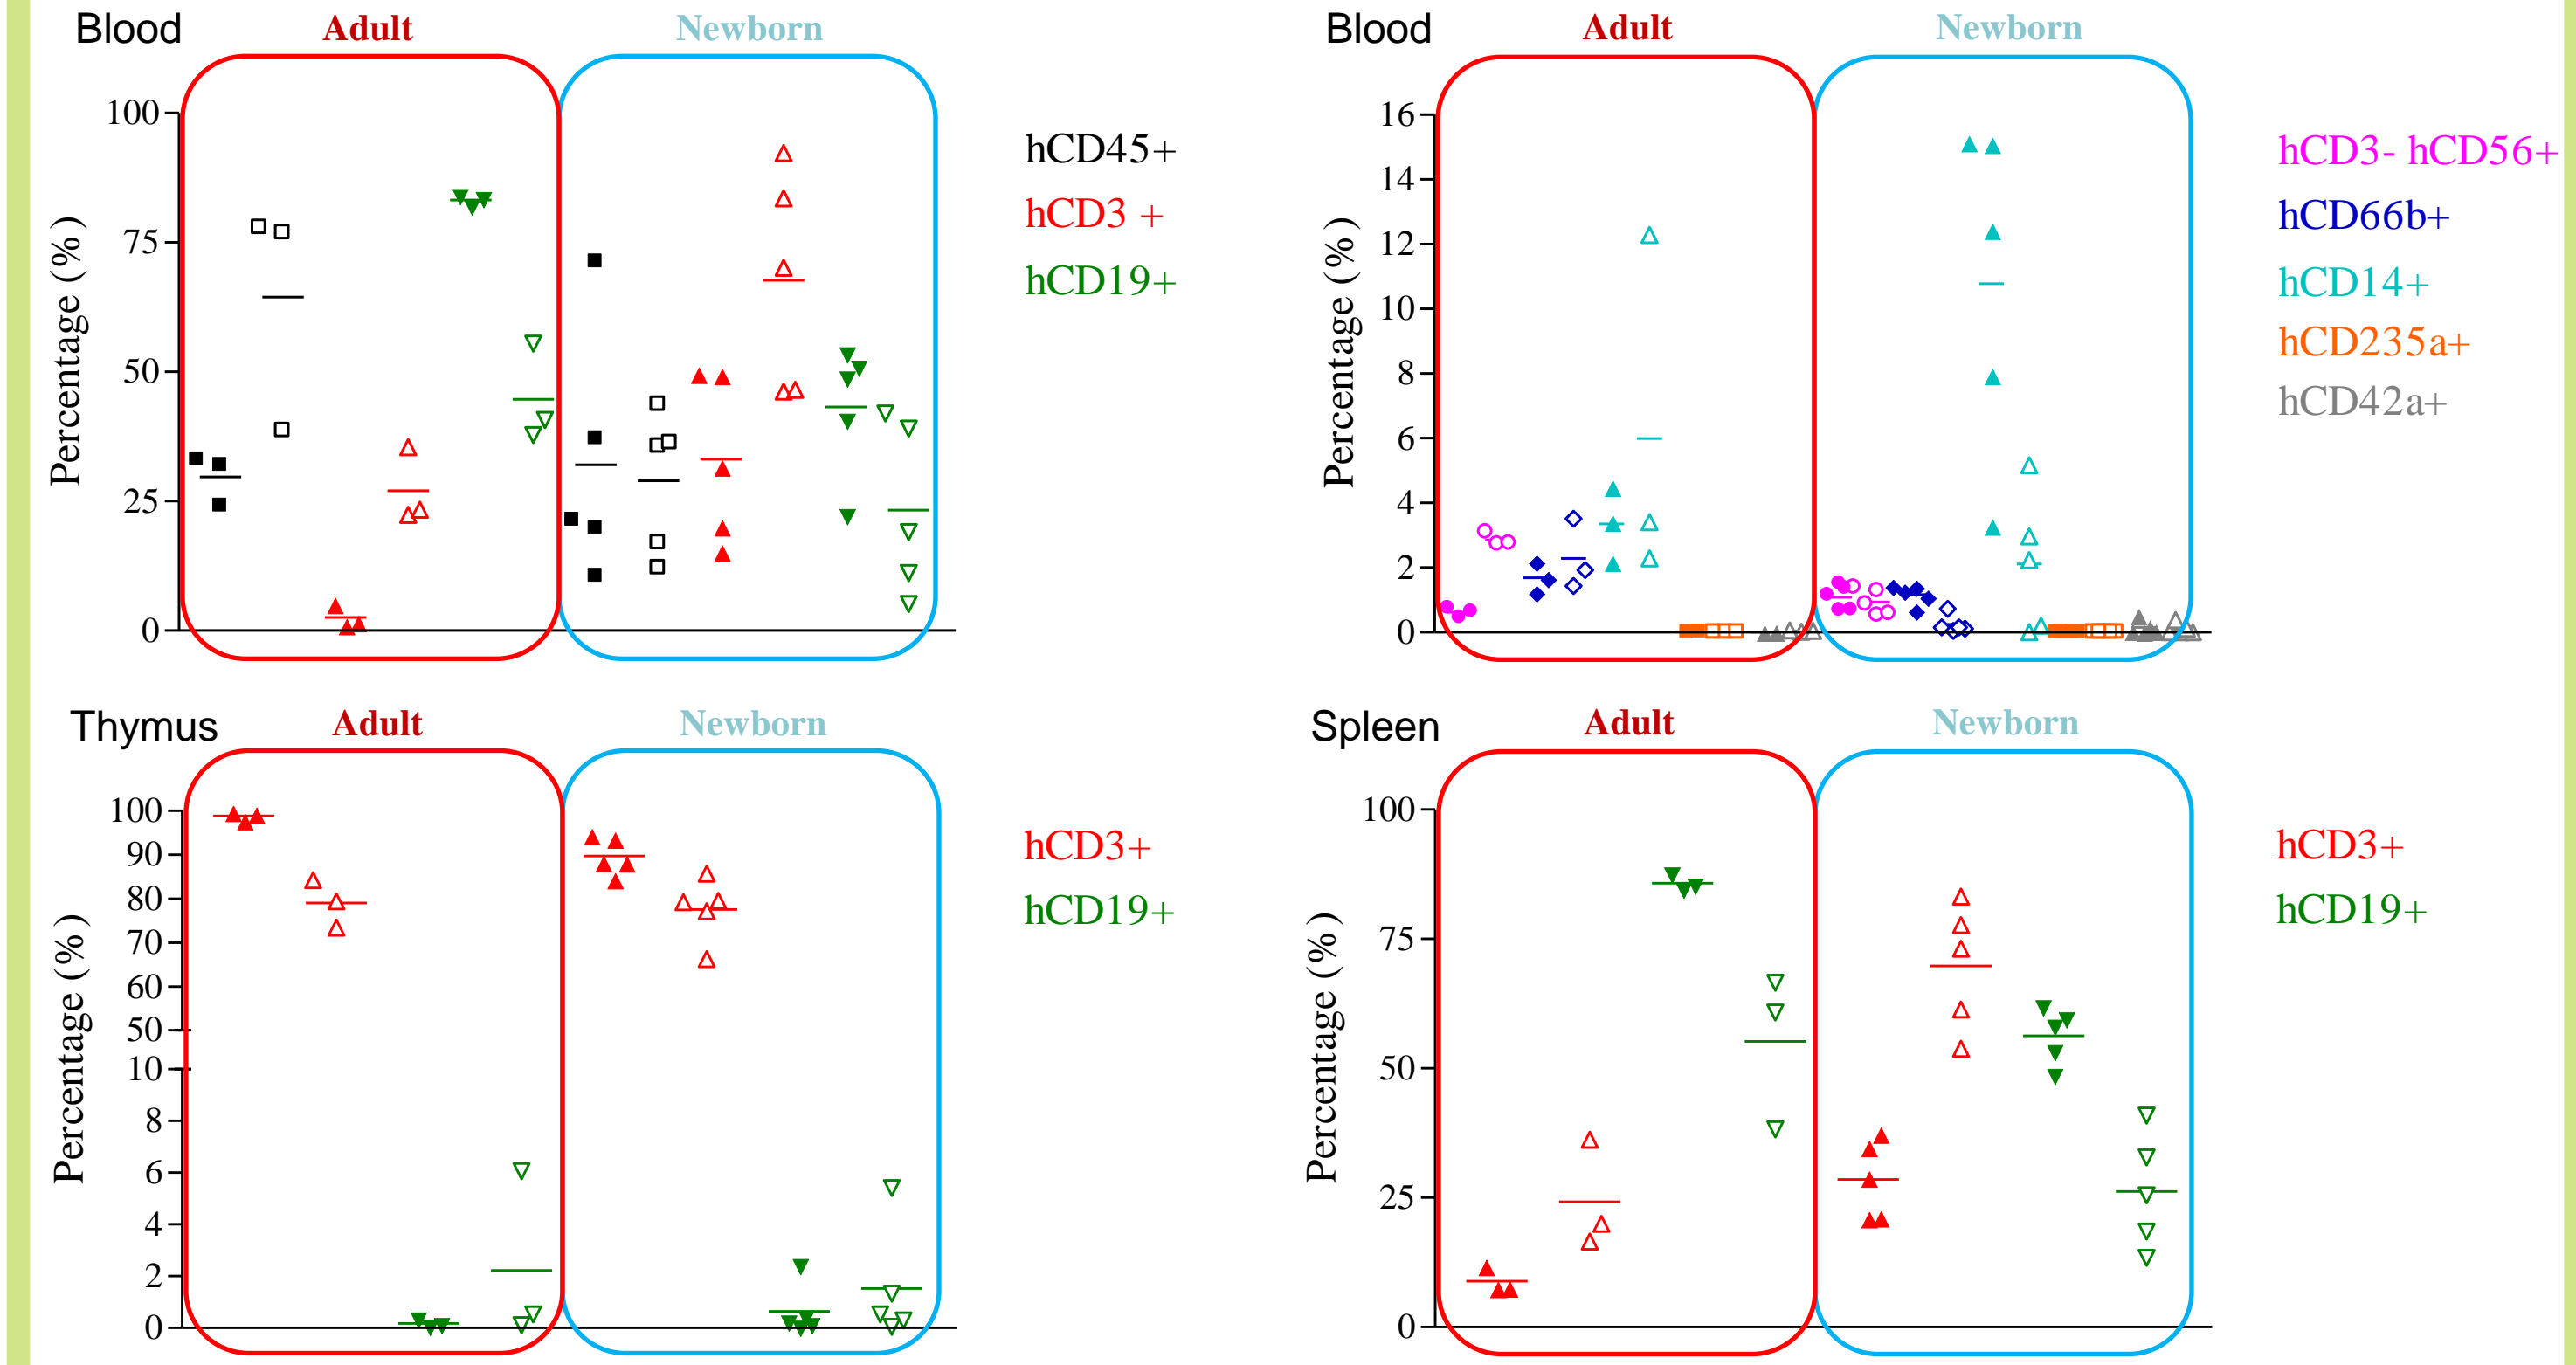 Blood
Adult
Newborn
100
75
50
25
0
Percentage (%)
hCD45+
hCD3 +
hCD19+
Blood
Adult
Newborn
16
14
12
10
8
6
4
2
0
Percentage (%)
hCD3- hCD56+
hCD66b+
hCD14+
hCD235a+
hCD42a+
Thymus
Adult
Newborn
100
90
80
70
60
50
10
8
6
4
2
0
Percentage (%)
hCD3+
hCD19+
Spleen
Adult
Newborn
100
75
50
25
0
Percentage (%)
hCD3+
hCD19+